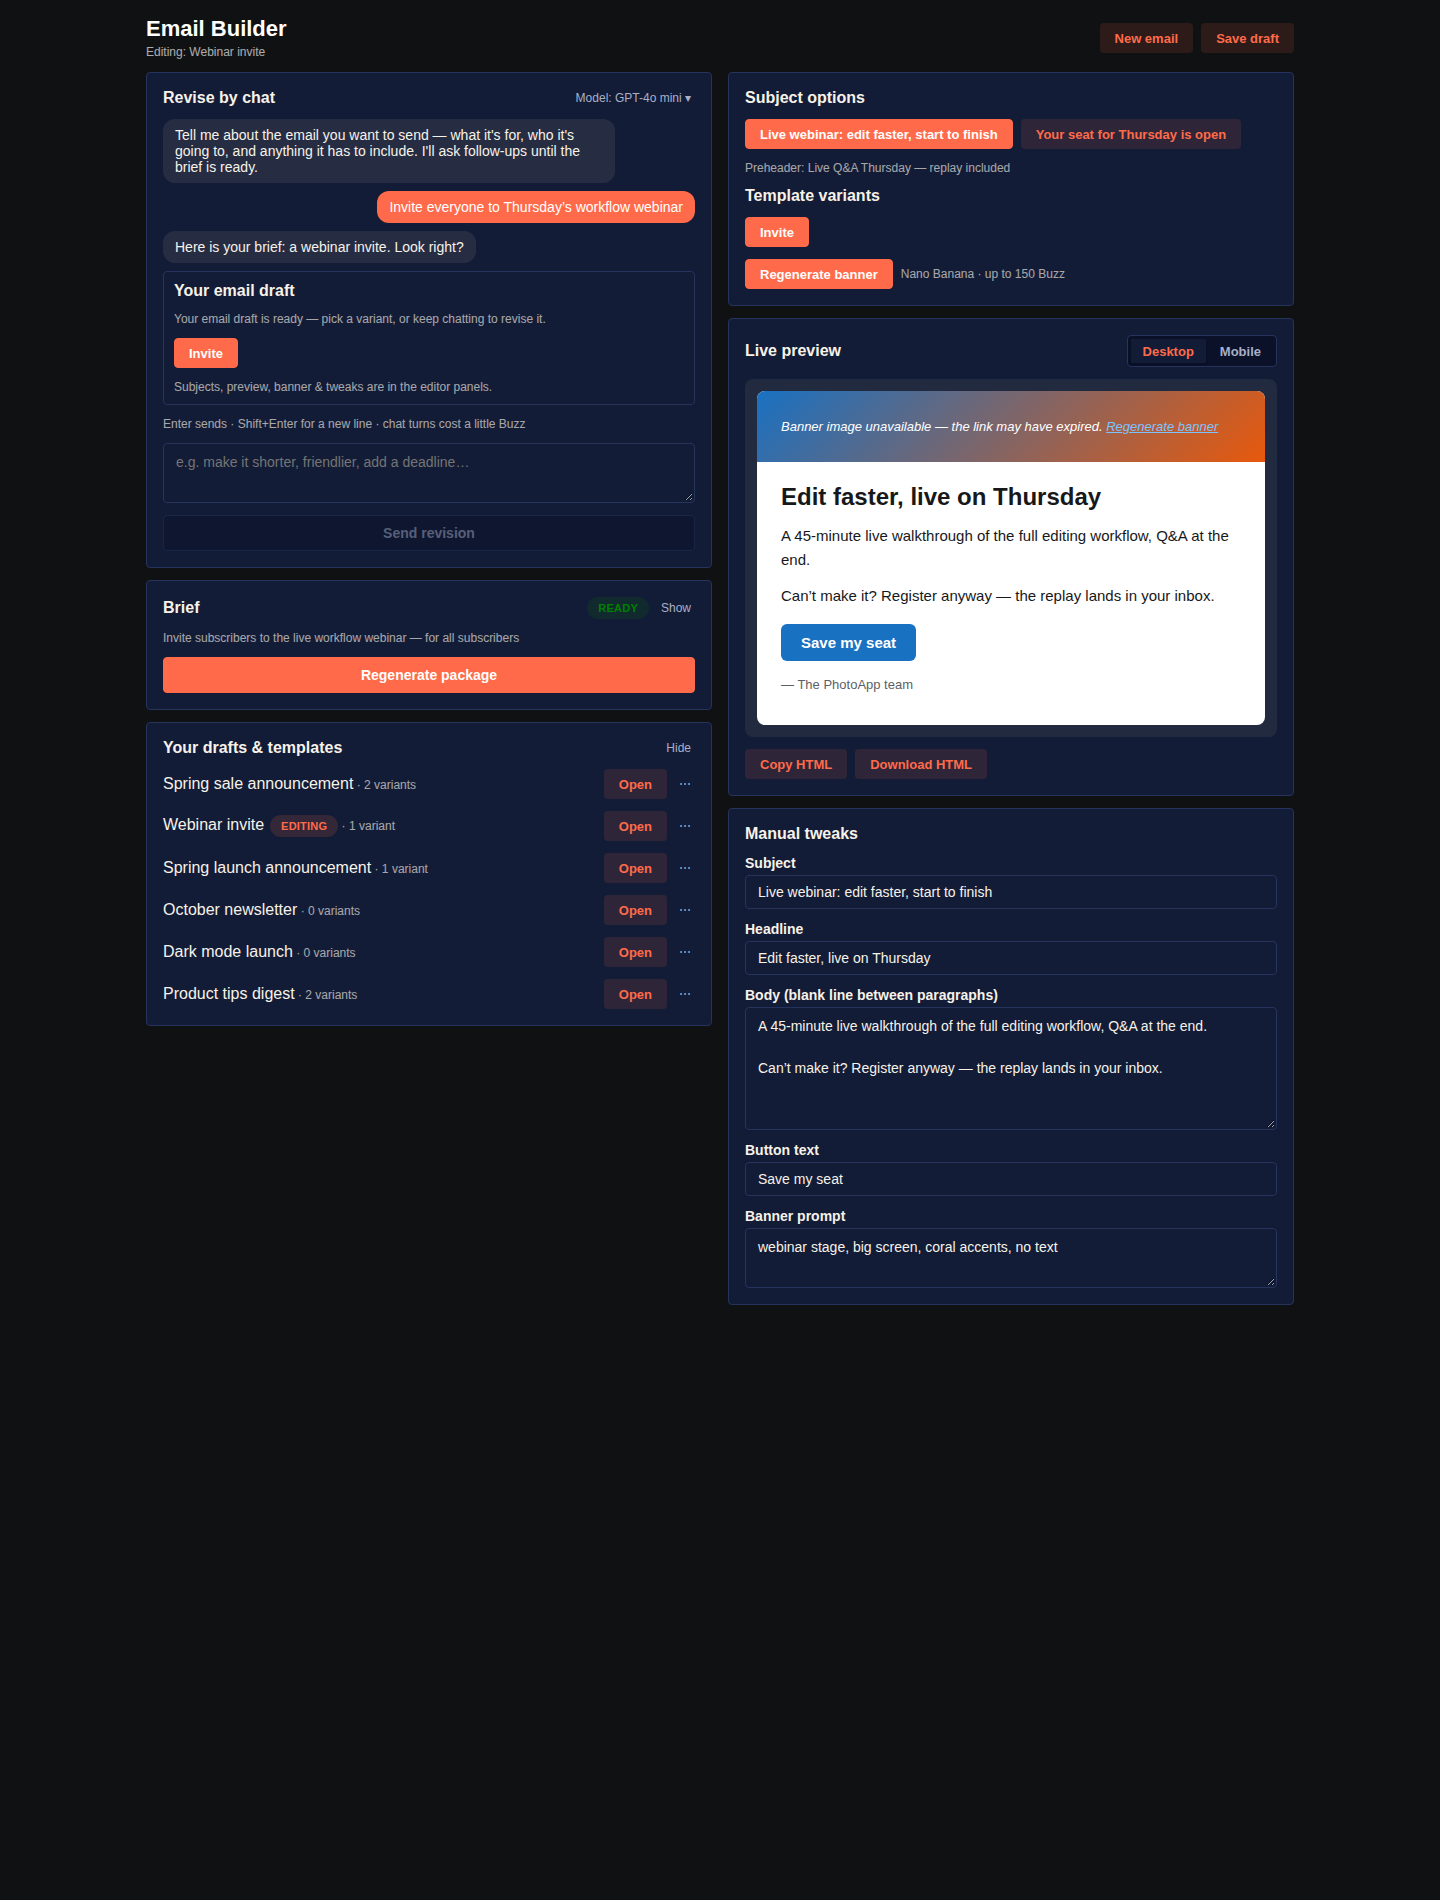 Email Builder
Editing: Webinar invite
New email
Save draft
Revise by chat
Model: GPT-4o mini ▾
Tell me about the email you want to send — what it's for, who it's
going to, and anything it has to include. I'll ask follow-ups until the
brief is ready.
Invite everyone to Thursday's workflow webinar
Here is your brief: a webinar invite. Look right?
Your email draft
Your email draft is ready — pick a variant, or keep chatting to revise it.
Invite
Subjects, preview, banner & tweaks are in the editor panels.
Enter sends · Shift+Enter for a new line · chat turns cost a little Buzz
e.g. make it shorter, friendlier, add a deadline…
Send revision
Brief
READY
Show
Invite subscribers to the live workflow webinar — for all subscribers
Regenerate package
Your drafts & templates
Hide
Spring sale announcement · 2 variants
Open
···
Webinar invite EDITING · 1 variant
Open
···
Spring launch announcement · 1 variant
Open
···
October newsletter · 0 variants
Open
···
Dark mode launch · 0 variants
Open
···
Product tips digest · 2 variants
Open
···
Subject options
Live webinar: edit faster, start to finish
Your seat for Thursday is open
Preheader: Live Q&A Thursday — replay included
Template variants
Invite
Regenerate banner
Nano Banana · up to 150 Buzz
Live preview
Desktop
Mobile
Banner image unavailable — the link may have expired. Regenerate banner
Edit faster, live on Thursday
A 45-minute live walkthrough of the full editing workflow, Q&A at the
end.
Can’t make it? Register anyway — the replay lands in your inbox.
Save my seat
— The PhotoApp team
Copy HTML
Download HTML
Manual tweaks
Subject
Live webinar: edit faster, start to finish
Headline
Edit faster, live on Thursday
Body (blank line between paragraphs)
A 45-minute live walkthrough of the full editing workflow, Q&A at the end.
Can’t make it? Register anyway — the replay lands in your inbox.
Button text
Save my seat
Banner prompt
webinar stage, big screen, coral accents, no text